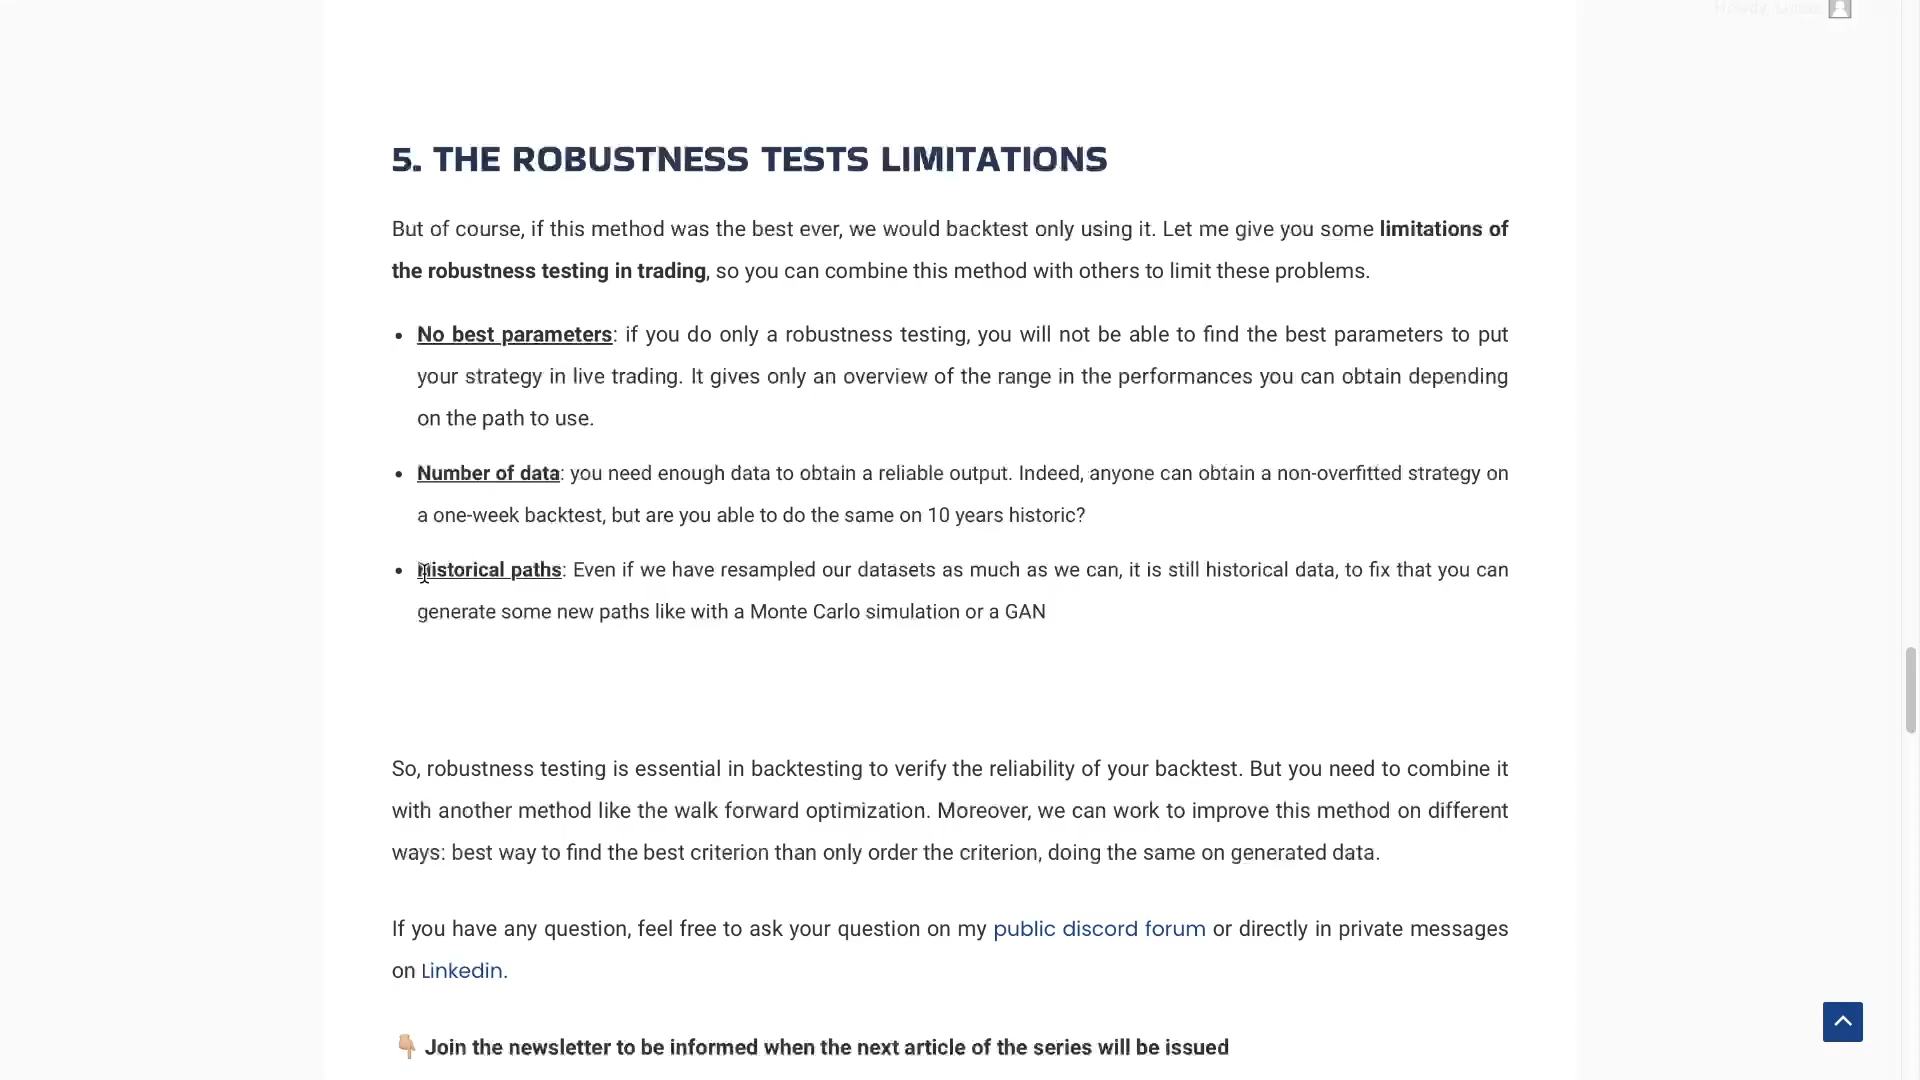 Howdy,
5. THE ROBUSTNESS TESTS LIMITATIONS
But of course, if this method was the best ever, we would backtest only using it. Let me give you some limitations of
the robustness testing in trading, so you can combine this method with others to limit these problems.
• No best parameters: if you do only a robustness testing, you will not be able to find the best parameters to put
your strategy in live trading. It gives only an overview of the range in the performances you can obtain depending
on the path to use.
• Number of data: you need enough data to obtain a reliable output. Indeed, anyone can obtain a non-overfitted strategy on
a one-week backtest, but are you able to do the same on 10 years historic?
• Historical paths: Even if we have resampled our datasets as much as we can, it is still historical data, to fix that you can
generate some new paths like with a Monte Carlo simulation or a GAN
So, robustness testing is essential in backtesting to verify the reliability of your backtest. But you need to combine it
with another method like the walk forward optimization. Moreover, we can work to improve this method on different
ways: best way to find the best criterion than only order the criterion, doing the same on generated data.
If you have any question, feel free to ask your question on my public discord forum or directly in private messages
on Linkedin.
👇🏼 Join the newsletter to be informed when the next article of the series will be issued